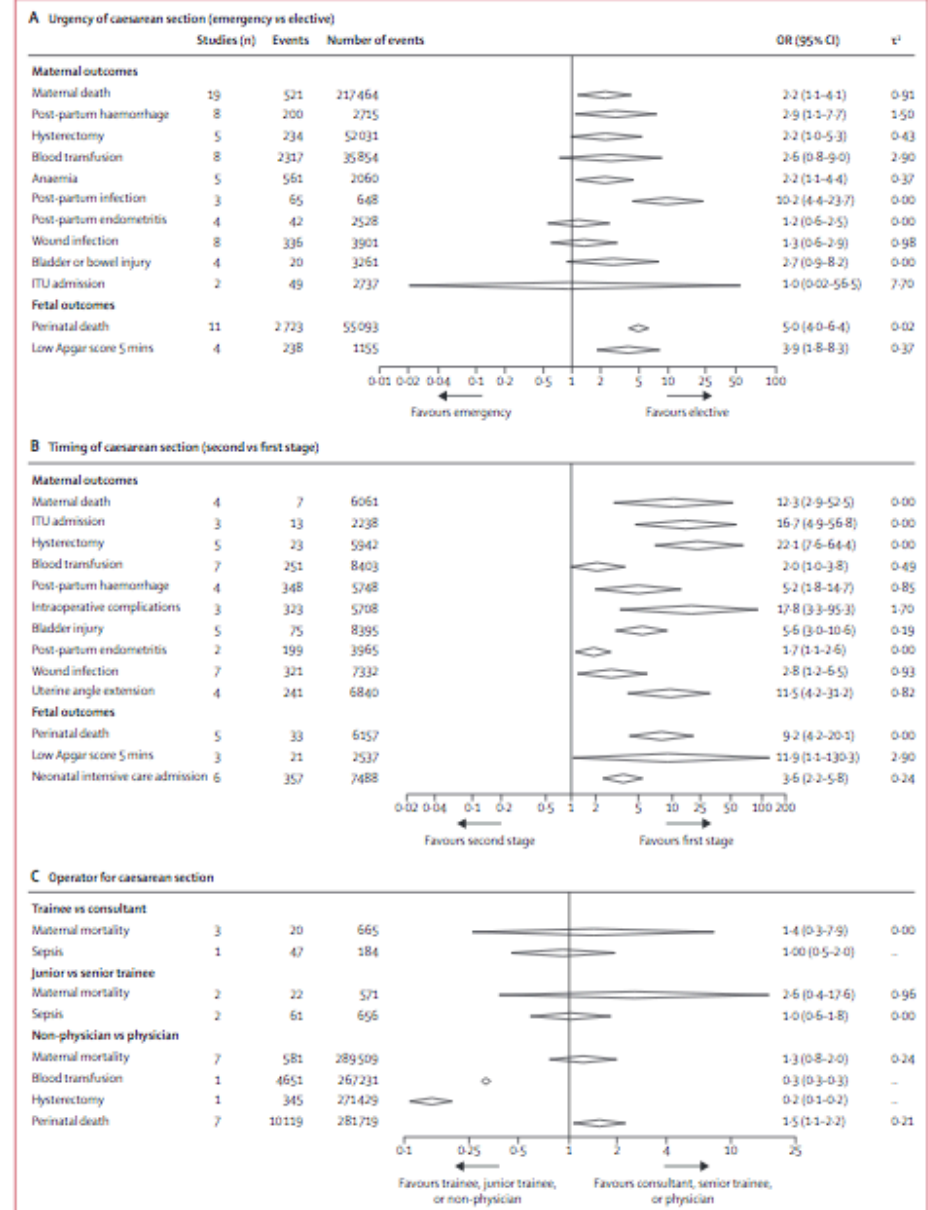 A Urgency of caesarean section (emergency vs elective)
Studies (n) Events Number of events OR (95% CI) τ²
Maternal outcomes
Maternal death 19 521 217464 2·2 (1·1–4·1) 0·91
Post-partum haemorrhage 8 200 2715 2·9 (1·1–7·7) 1·50
Hysterectomy 5 234 52031 2·2 (1·0–5·3) 0·43
Blood transfusion 8 2317 35854 2·6 (0·8–9·0) 2·90
Anaemia 5 561 2060 2·2 (1·1–4·4) 0·37
Post-partum infection 3 65 648 10·2 (4·4–23·7) 0·00
Post-partum endometritis 4 42 2528 1·2 (0·6–2·5) 0·00
Wound infection 8 336 3901 1·3 (0·6–2·9) 0·98
Bladder or bowel injury 4 20 3261 2·7 (0·9–8·2) 0·00
ITU admission 2 49 2737 1·0 (0·02–56·5) 7·70
Fetal outcomes
Perinatal death 11 2723 55093 5·0 (4·0–6·4) 0·02
Low Apgar score 5 mins 4 238 1155 3·9 (1·8–8·3) 0·37
0·01 0·02 0·04 0·1 0·2 0·5 1 2 5 10 25 50 100
Favours emergency Favours elective
B Timing of caesarean section (second vs first stage)
Maternal outcomes
Maternal death 4 7 6061 12·3 (2·9–52·5) 0·00
ITU admission 3 13 2238 16·7 (4·9–56·8) 0·00
Hysterectomy 5 23 5942 22·1 (7·6–64·4) 0·00
Blood transfusion 7 251 8403 2·0 (1·0–3·8) 0·49
Post-partum haemorrhage 4 348 5748 5·2 (1·8–14·7) 0·85
Intraoperative complications 3 323 5708 17·8 (3·3–95·3) 1·70
Bladder injury 5 75 8395 5·6 (3·0–10·6) 0·19
Post-partum endometritis 2 199 3965 1·7 (1·1–2·6) 0·00
Wound infection 7 321 7332 2·8 (1·2–6·5) 0·93
Uterine angle extension 4 241 6840 11·5 (4·2–31·2) 0·82
Fetal outcomes
Perinatal death 5 33 6157 9·2 (4·2–20·1) 0·00
Low Apgar score 5 mins 3 21 2537 11·9 (1·1–130·3) 2·90
Neonatal intensive care admission 6 357 7488 3·6 (2·2–5·8) 0·24
0·02 0·04 0·1 0·2 0·5 1 2 5 10 25 50 100 200
Favours second stage Favours first stage
C Operator for caesarean section
Trainee vs consultant
Maternal mortality 3 20 665 1·4 (0·3–7·9) 0·00
Sepsis 1 47 184 1·00 (0·5–2·0) ..
Junior vs senior trainee
Maternal mortality 2 22 571 2·6 (0·4–17·6) 0·96
Sepsis 2 61 656 1·0 (0·6–1·8) 0·00
Non-physician vs physician
Maternal mortality 7 581 289509 1·3 (0·8–2·0) 0·24
Blood transfusion 1 4651 267231 0·3 (0·3–0·3) ..
Hysterectomy 1 345 271429 0·2 (0·1–0·2) ..
Perinatal death 7 10119 281719 1·5 (1·1–2·2) 0·21
0·1 0·25 0·5 1 2 4 10 25
Favours trainee, junior trainee, Favours consultant, senior trainee,
or non-physician or physician